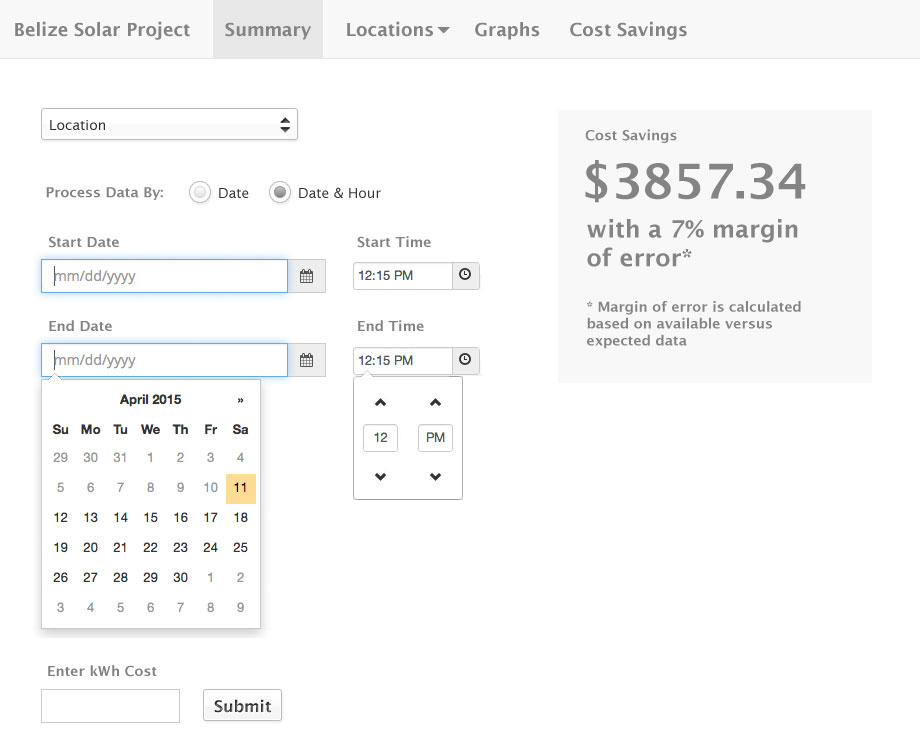 Belize Solar Project Summary Locations Graphs Cost Savings
Location
Process Data By: Date Date & Hour
Start Date Start Time
mm/dd/yyyy 12:15 PM
End Date End Time
mm/dd/yyyy 12:15 PM
April 2015 »
Su Mo Tu We Th Fr Sa
29 30 31 1 2 3 4
5 6 7 8 9 10 11
12 13 14 15 16 17 18
19 20 21 22 23 24 25
26 27 28 29 30 1 2
3 4 5 6 7 8 9
12 PM
Enter kWh Cost
Submit
Cost Savings
$3857.34
with a 7% margin
of error*
* Margin of error is calculated
based on available versus
expected data